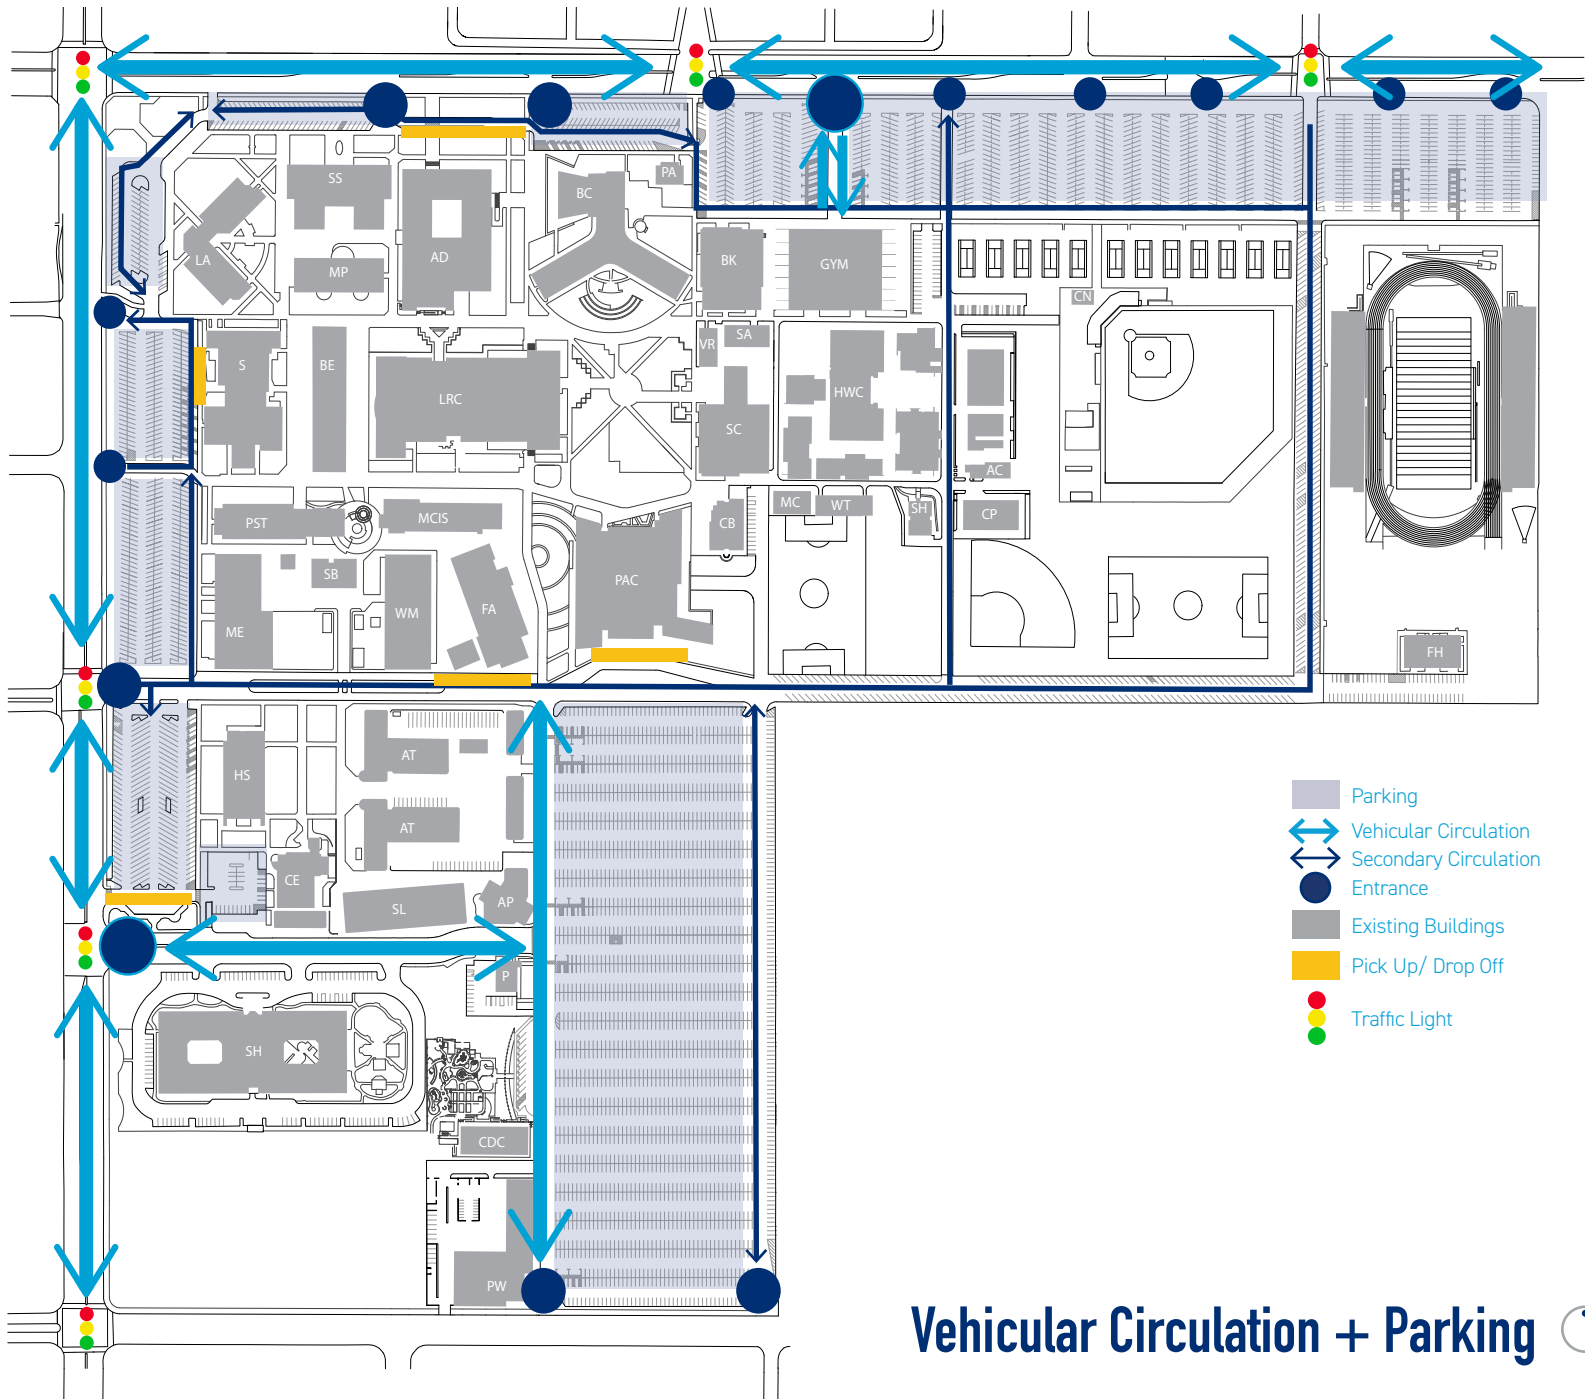 SS
PA
BC
LA
MP
AD
BK
GYM
CN
VR
SA
S
BE
LRC
HWC
SC
AC
PST
MCIS
CB
MC
WT
SH
CP
SB
PAC
ME
WM
FA
FH
HS
AT
AT
CE
SL
AP
P
SH
CDC
PW
Parking
Vehicular Circulation
Secondary Circulation
Entrance
Existing Buildings
Pick Up/ Drop Off
Traffic Light
Vehicular Circulation + Parking